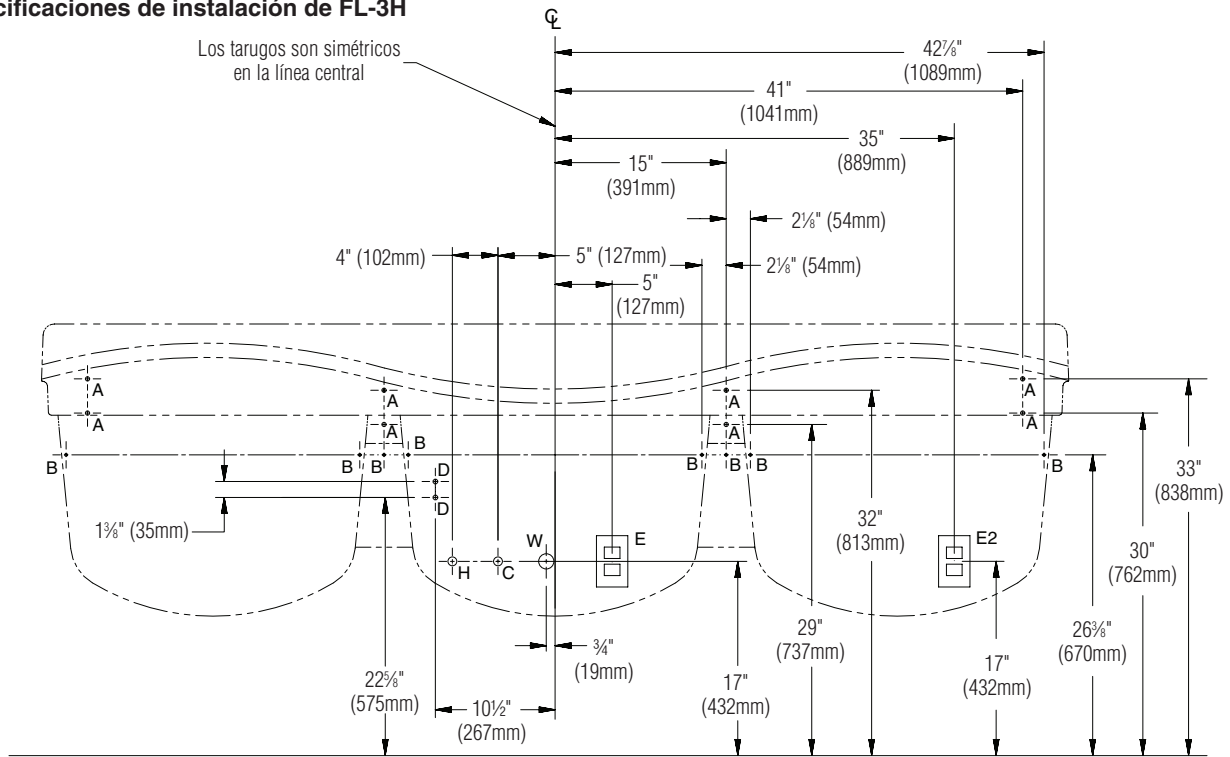 cificaciones de instalación de FL-3H
℄
Los tarugos son simétricos
en la línea central
42⅞"
(1089mm)
41"
(1041mm)
35"
(889mm)
15"
(391mm)
2⅛" (54mm)
4" (102mm)
5" (127mm)
2⅛" (54mm)
5"
(127mm)
A
A
A
A
A
A
A
A
B
B
B
B
B
B
B
B
D
D
1⅜" (35mm)
H
C
W
E
E2
33"
(838mm)
32"
(813mm)
30"
(762mm)
29"
(737mm)
26⅜"
(670mm)
¾"
(19mm)
22⅝"
(575mm)
17"
(432mm)
17"
(432mm)
10½"
(267mm)